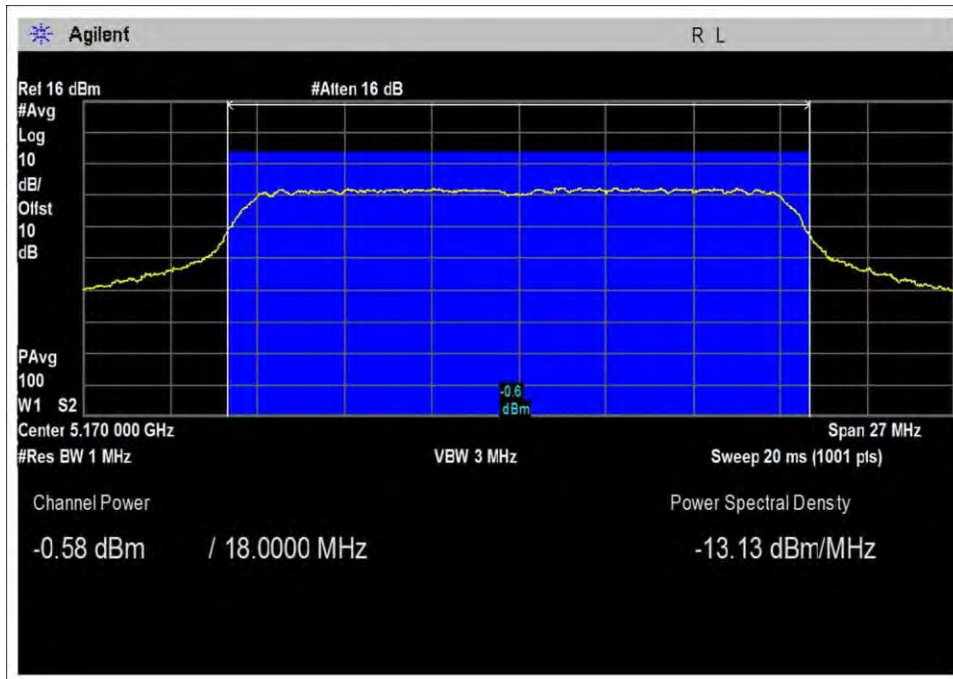 Agilent
R L
Ref 16 dBm
#Atten 16 dB
#Avg
Log
10
dB/
Offst
10
dB
PAvg
100
W1 S2
-0.6
dBm
Center 5.170 000 GHz
Span 27 MHz
#Res BW 1 MHz
VBW 3 MHz
Sweep 20 ms (1001 pts)
Channel Power
Power Spectral Density
-0.58 dBm / 18.0000 MHz
-13.13 dBm/MHz